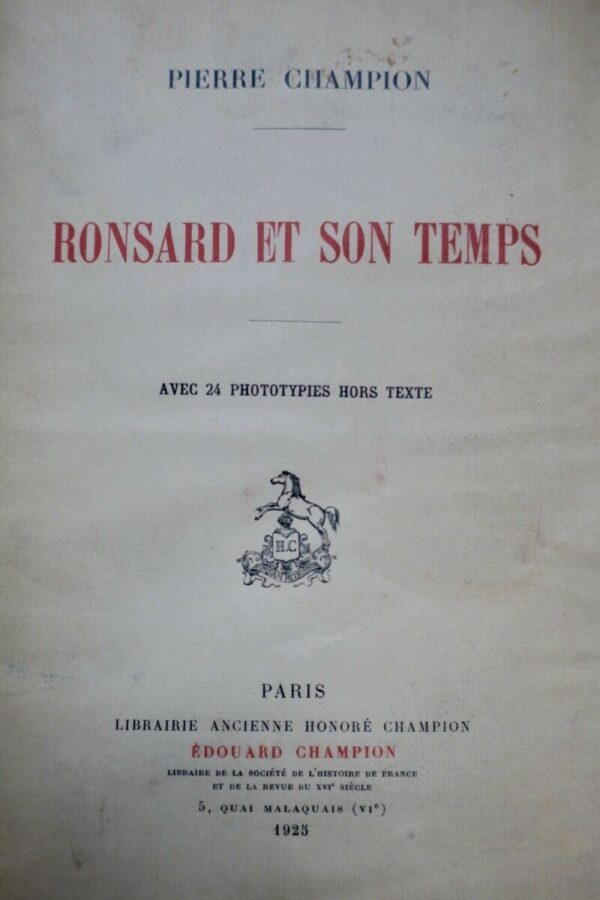 PIERRE CHAMPION
RONSARD ET SON TEMPS
AVEC 24 PHOTOTYPIES HORS TEXTE
H.C
PARIS
LIBRAIRIE ANCIENNE HONORÉ CHAMPION
ÉDOUARD CHAMPION
LIBRAIRE DE LA SOCIÉTÉ DE L'HISTOIRE DE FRANCE
ET DE LA REVUE DU XVIᵉ SIÈCLE
5, QUAI MALAQUAIS (VIᵉ)
1925